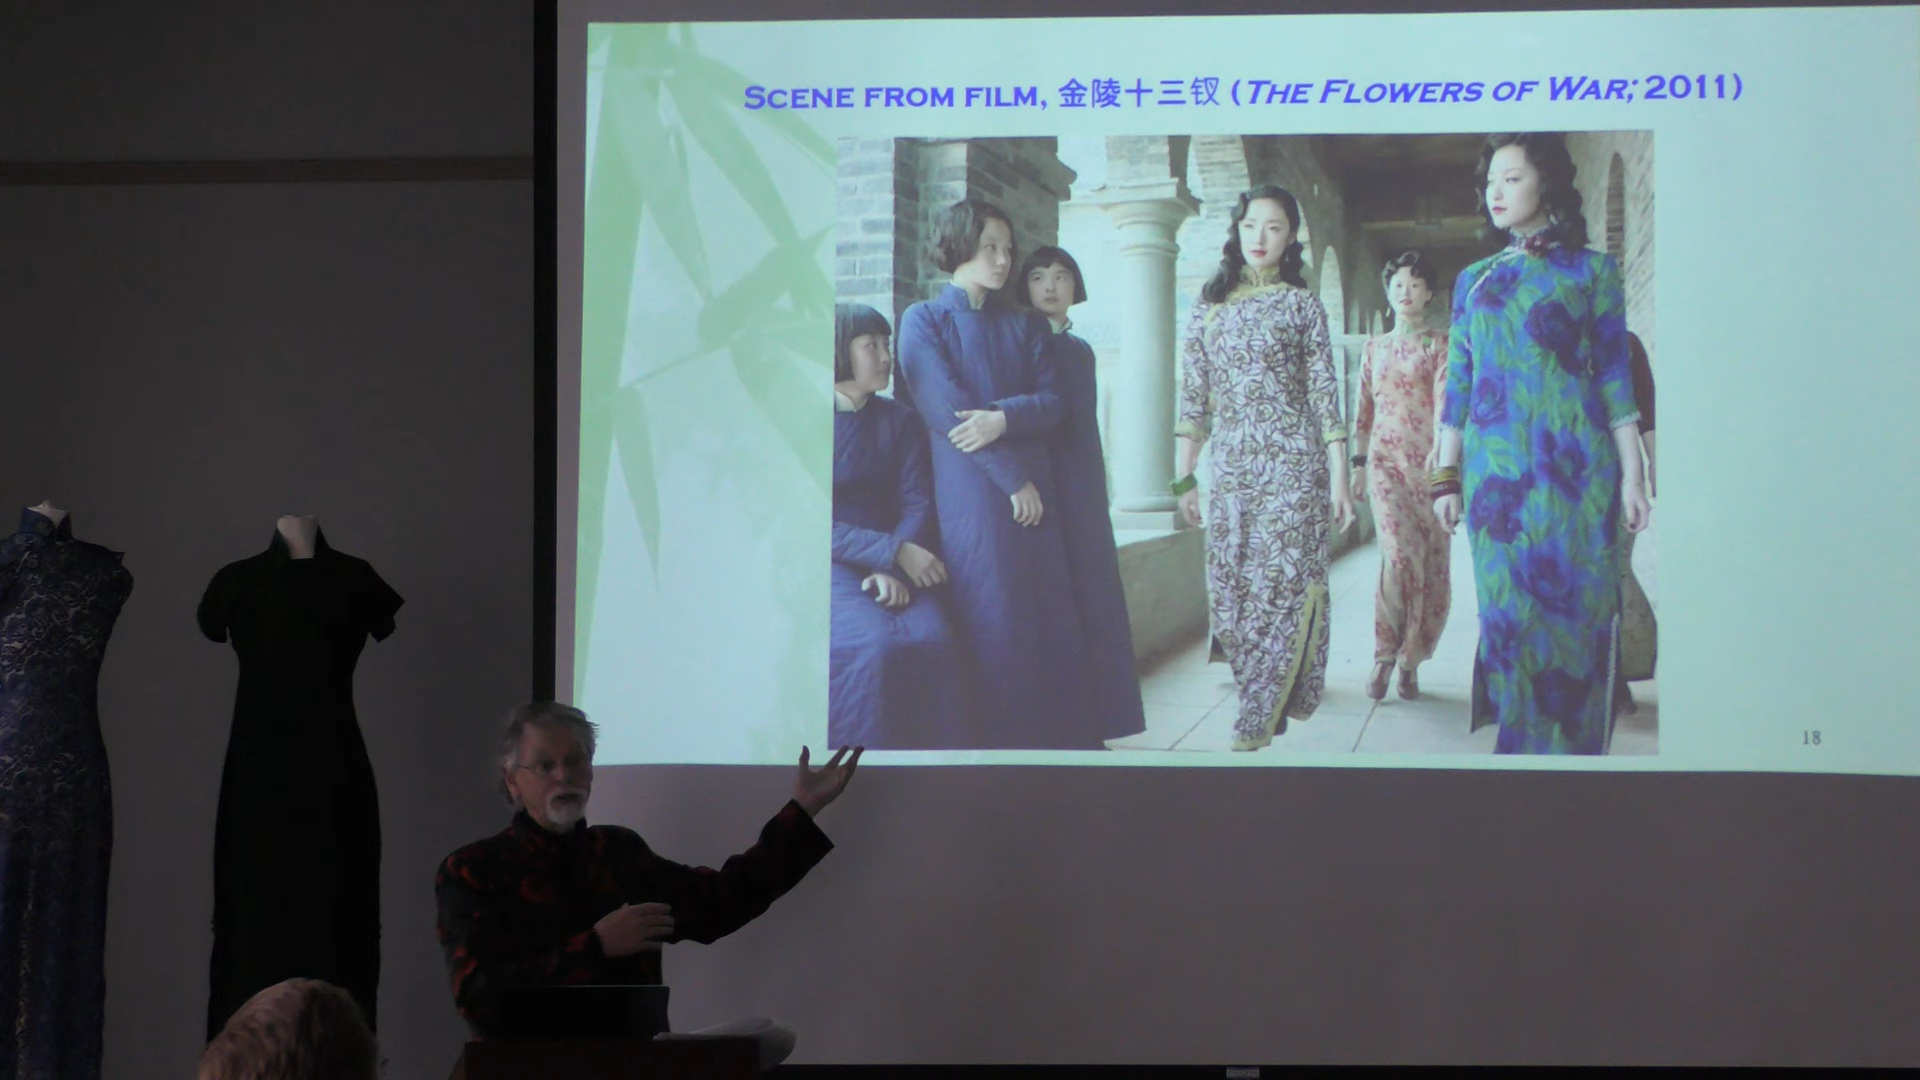 SCENE FROM FILM, 金陵十三钗 (THE FLOWERS OF WAR; 2011)
18